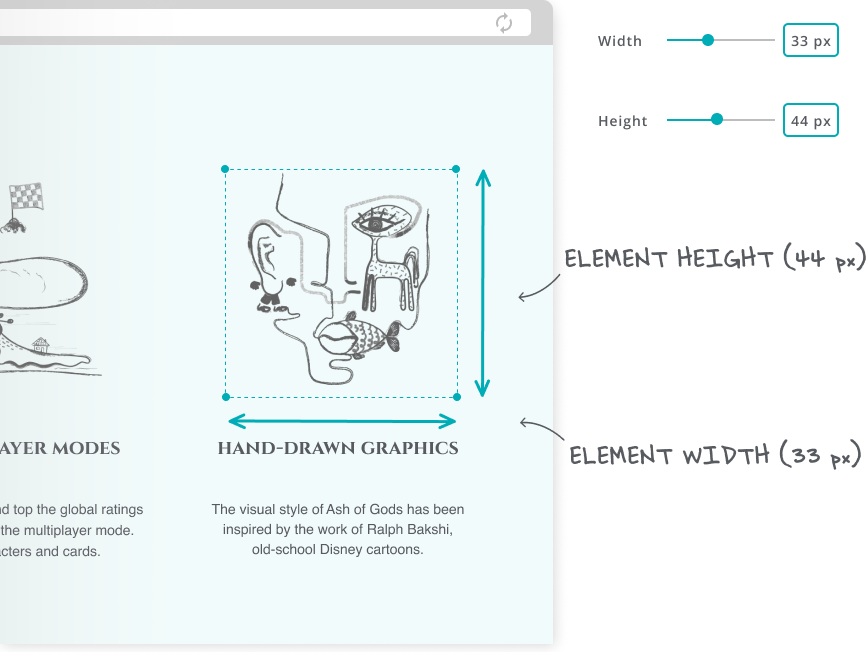 Width
33 px
Height
44 px
ELEMENT HEIGHT (44 px)
AYER MODES
HAND-DRAWN GRAPHICS
ELEMENT WIDTH (33 px)
d top the global ratings
the multiplayer mode.
acters and cards.
The visual style of Ash of Gods has been
inspired by the work of Ralph Bakshi,
old-school Disney cartoons.